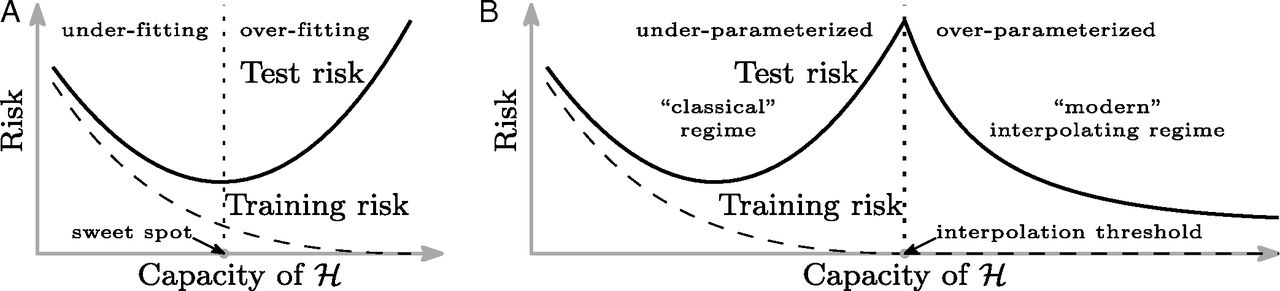 A
under-fitting
over-fitting
Test risk
Risk
Training risk
sweet spot
Capacity of ℋ
B
under-parameterized
over-parameterized
Test risk
“classical”
regime
“modern”
interpolating regime
Risk
Training risk
interpolation threshold
Capacity of ℋ